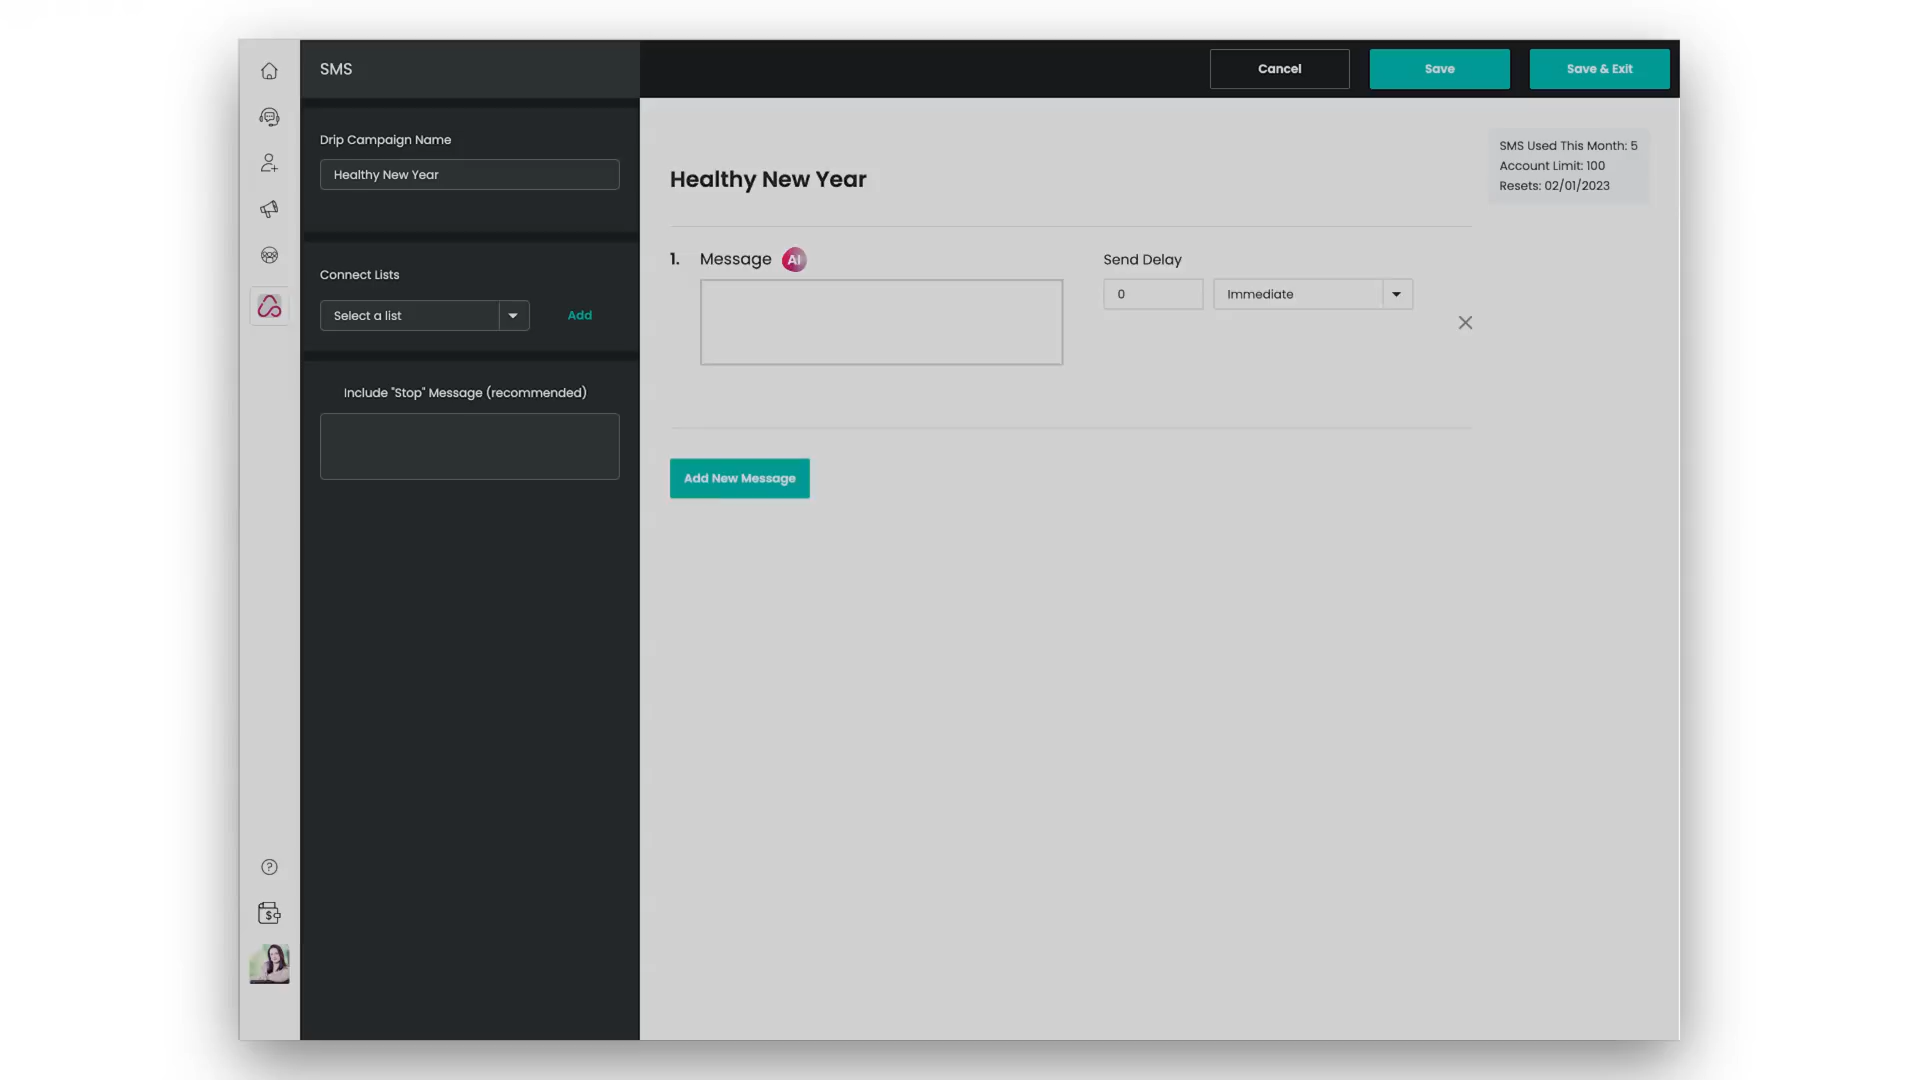 SMS
Cancel
Save
Save & Exit
Drip Campaign Name
Healthy New Year
Connect Lists
Select a list
Add
Include "Stop" Message (recommended)
Healthy New Year
SMS Used This Month: 5
Account Limit: 100
Resets: 02/01/2023
1. Message AI
Send Delay
0
Immediate
Add New Message
?
$